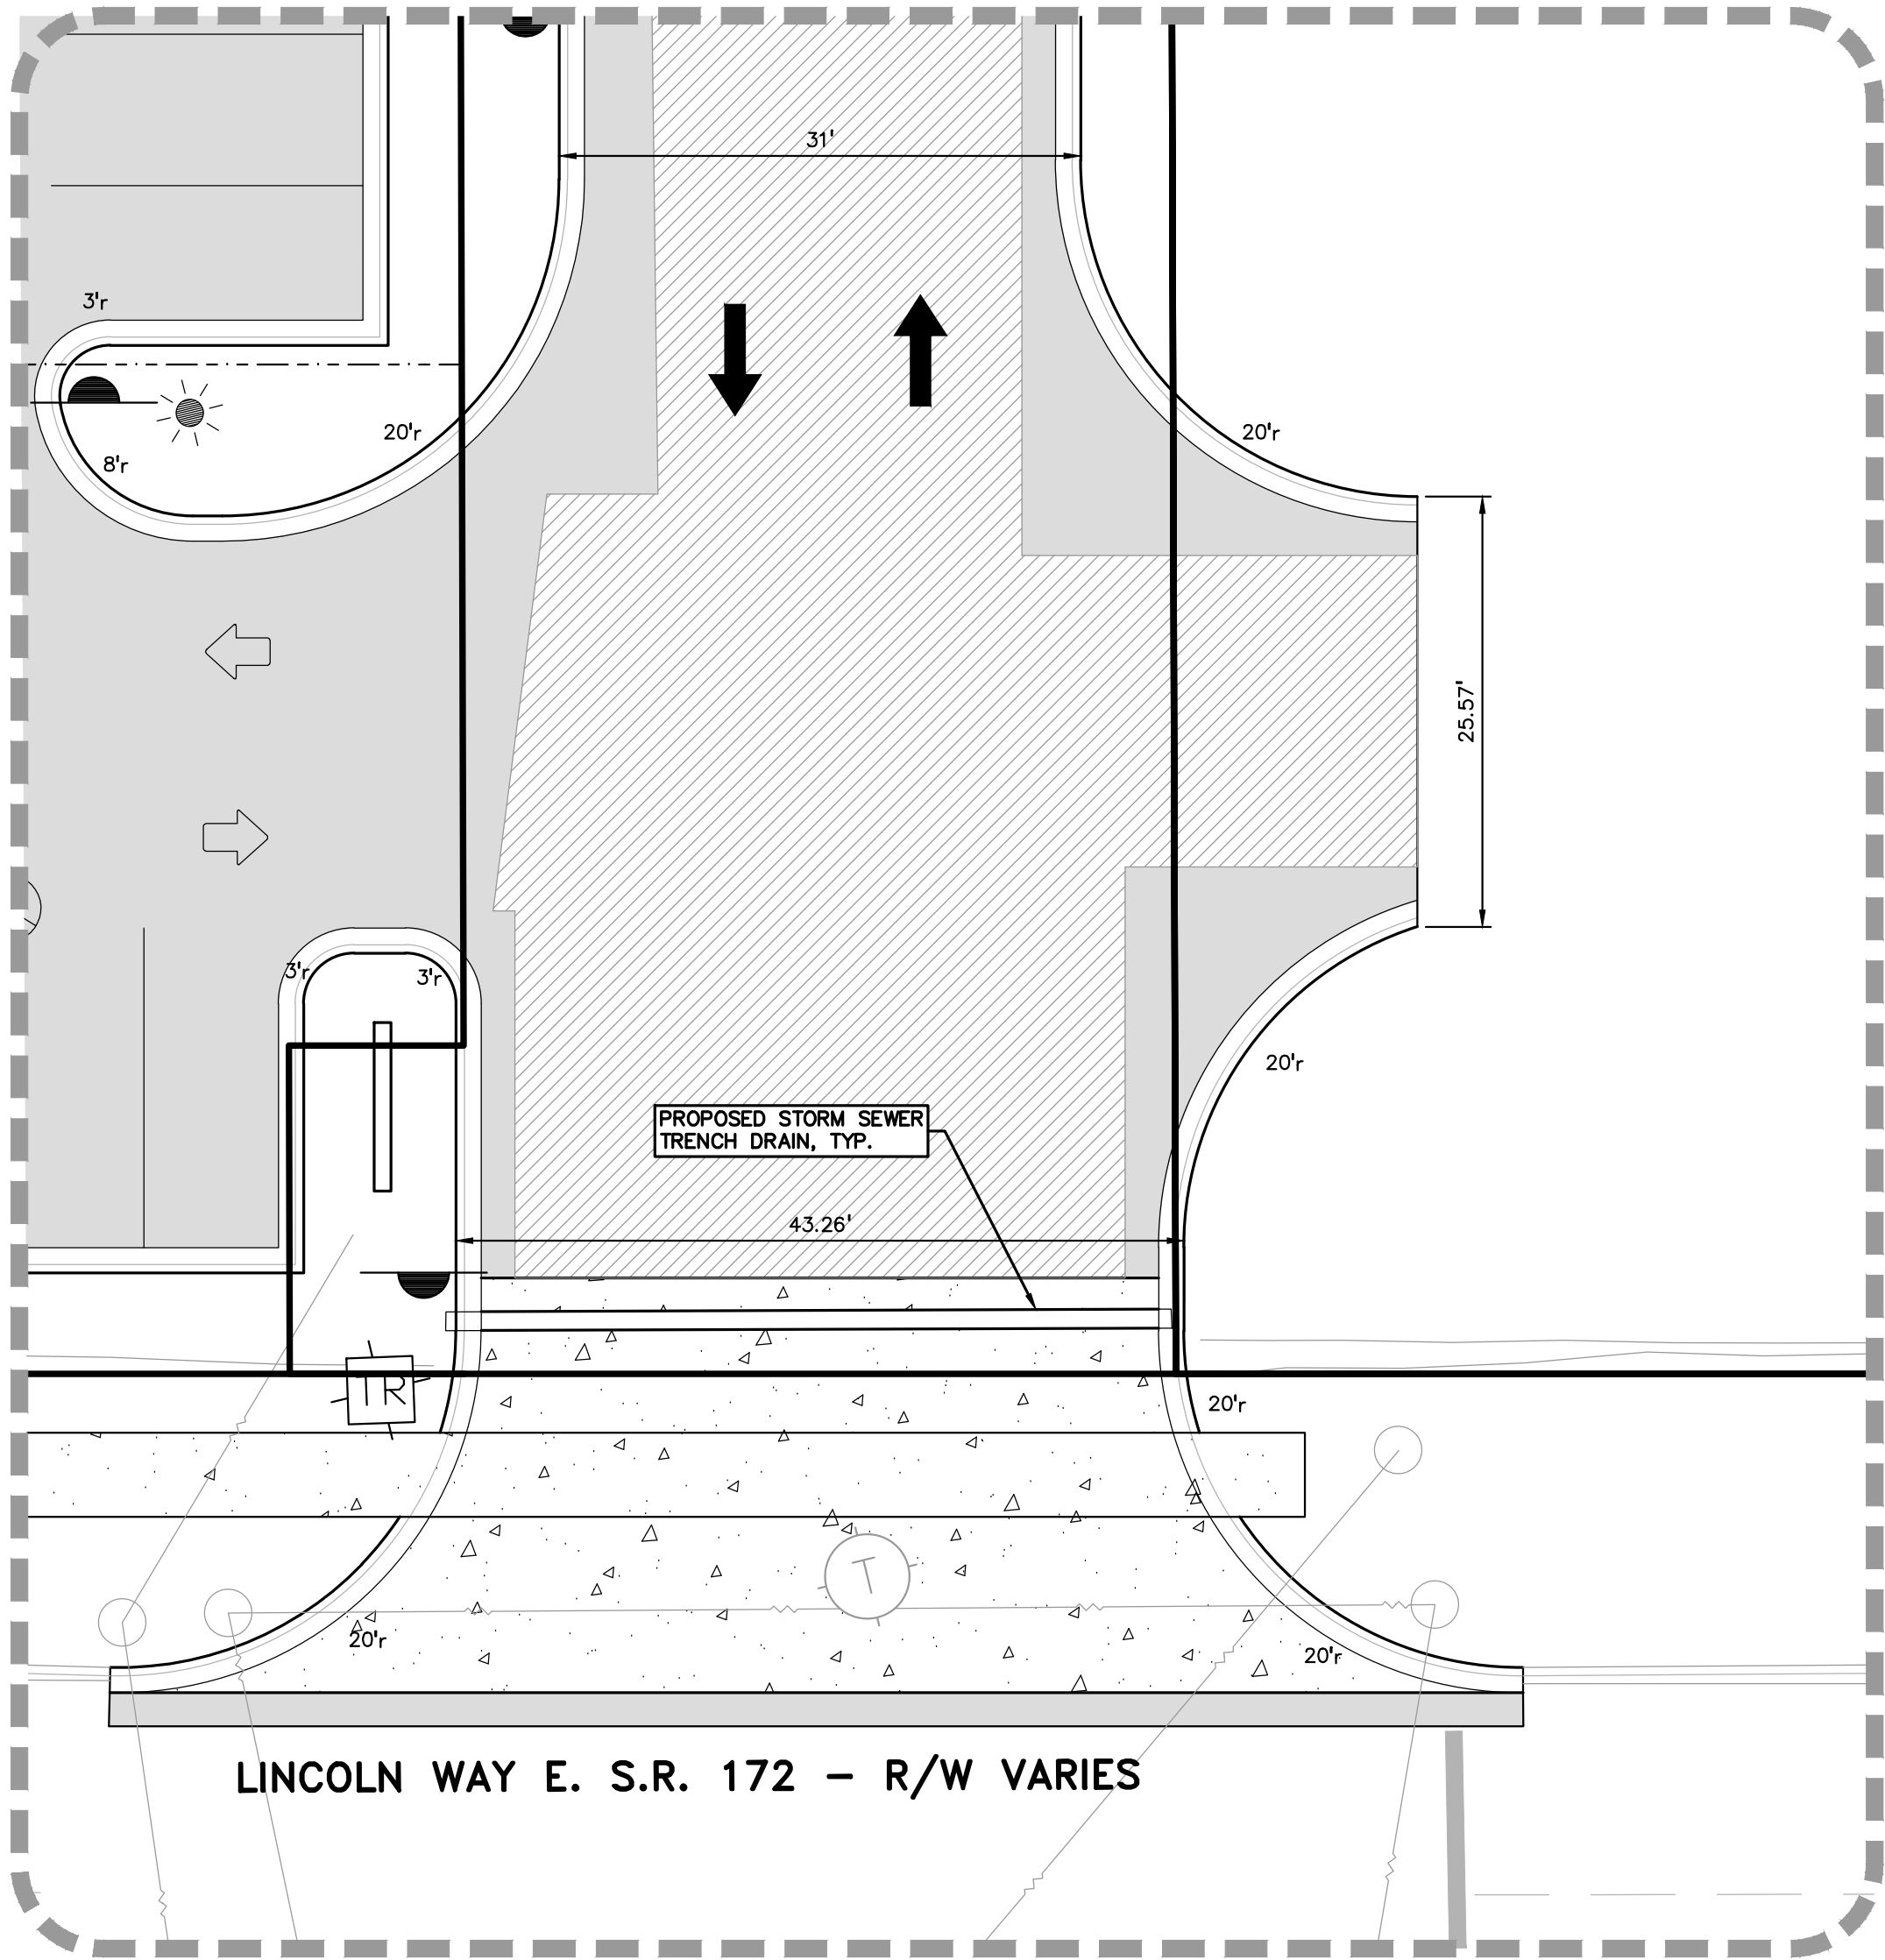 31'
3'r
20'r
20'r
8'r
25.57'
3'r
3'r
20'r
PROPOSED STORM SEWER
TRENCH DRAIN, TYP.
43.26'
TR
20'r
T
20'r
20'r
LINCOLN WAY E. S.R. 172 – R/W VARIES